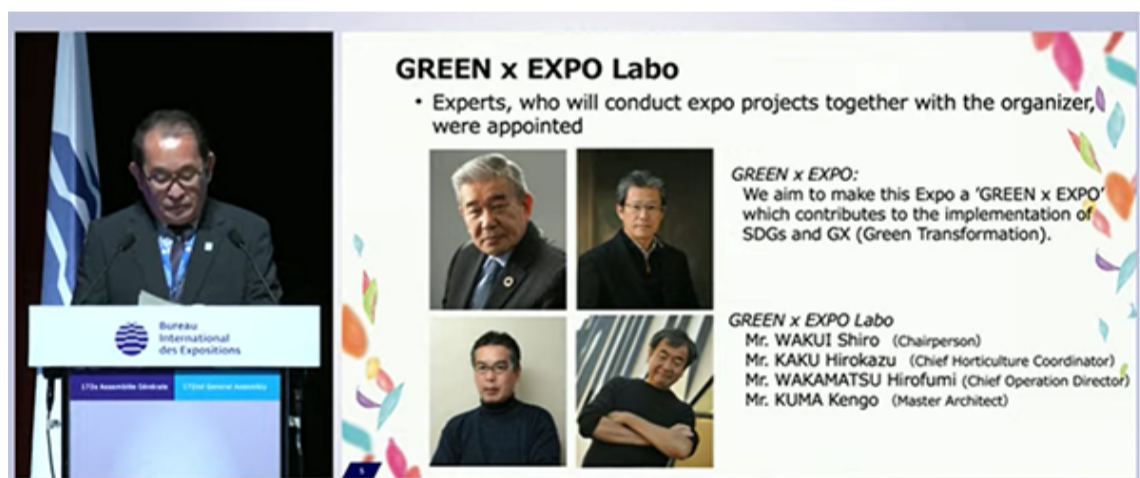 GREEN x EXPO Labo
• Experts, who will conduct expo projects together with the organizer,
were appointed
GREEN x EXPO:
We aim to make this Expo a ‘GREEN x EXPO’
which contributes to the implementation of
SDGs and GX (Green Transformation).
GREEN x EXPO Labo
Mr. WAKUI Shiro (Chairperson)
Mr. KAKU Hirokazu (Chief Horticulture Coordinator)
Mr. WAKAMATSU Hirofumi (Chief Operation Director)
Mr. KUMA Kengo (Master Architect)
5
Bureau
International
des Expositions
172e Assemblée Générale
172nd General Assembly